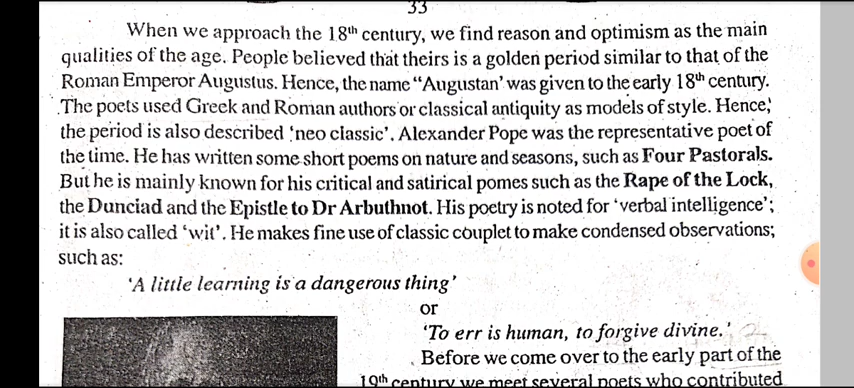 33
When we approach the 18th century, we find reason and optimism as the main
qualities of the age. People believed that theirs is a golden period similar to that of the
Roman Emperor Augustus. Hence, the name "Augustan' was given to the early 18th century.
The poets used Greek and Roman authors or classical antiquity as models of style. Hence,
the period is also described 'neo classic'. Alexander Pope was the representative poet of
the time. He has written some short poems on nature and seasons, such as Four Pastorals.
But he is mainly known for his critical and satirical pomes such as the Rape of the Lock,
the Dunciad and the Epistle to Dr Arbuthnot. His poetry is noted for 'verbal intelligence';
it is also called 'wit'. He makes fine use of classic couplet to make condensed observations;
such as:
'A little learning is a dangerous thing'
or
'To err is human, to forgive divine.'
Before we come over to the early part of the
19th century we meet several poets who contributed